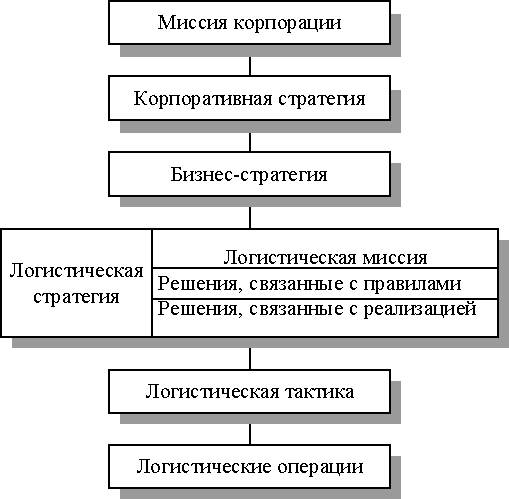 Миссия корпорации
Корпоративная стратегия
Бизнес-стратегия
Логистическая
стратегия
Логистическая миссия
Решения, связанные с правилами
Решения, связанные с реализацией
Логистическая тактика
Логистические операции